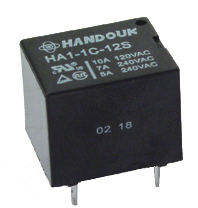 HANDOUK
HA1-1C-12S
10A 120VAC
7A 240VAC
5A 240VAC
02 18